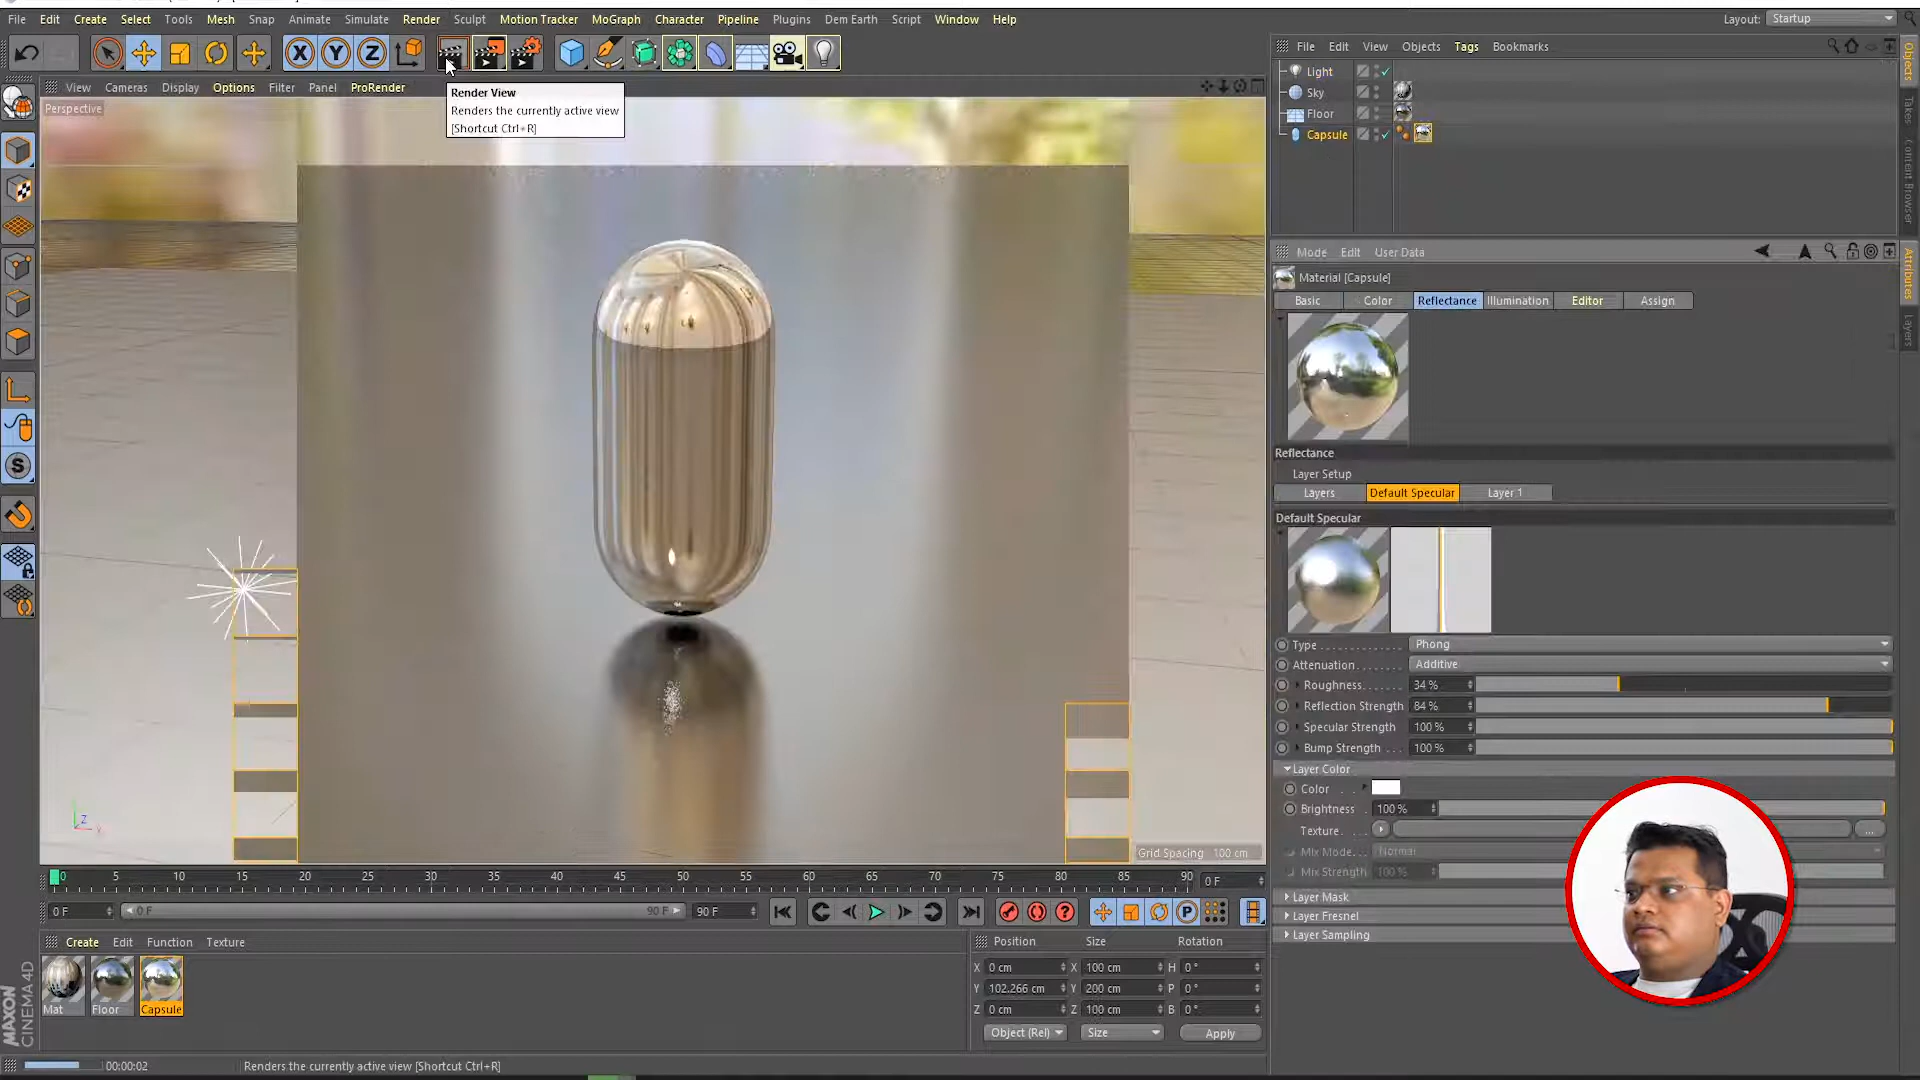 File Edit Create Select Tools Mesh Snap Animate Simulate Render Sculpt Motion Tracker MoGraph Character Pipeline Plugins Dem Earth Script Window Help Layout: Startup
X Y Z
File Edit View Objects Tags Bookmarks
View Cameras Display Options Filter Panel ProRender
Perspective
Render View
Renders the currently active view
[Shortcut Ctrl+R]
Light
Sky
Floor
Capsule
Objects
Takes
Content Browser
Attributes
Layers
Mode Edit User Data
Material [Capsule]
Basic Color Reflectance Illumination Editor Assign
Reflectance
Layer Setup
Layers Default Specular Layer 1
Default Specular
Type Phong
Attenuation Additive
Roughness 34 %
Reflection Strength 84 %
Specular Strength 100 %
Bump Strength 100 %
Layer Color
Color
Brightness 100 %
Texture ...
Mix Mode Normal
Mix Strength 100 %
Layer Mask
Layer Fresnel
Layer Sampling
Z
Grid Spacing 100 cm
0 5 10 15 20 25 30 35 40 45 50 55 60 65 70 75 80 85 90 0 F
0 F 0 F 90 F 90 F
Create Edit Function Texture
Mat Floor Capsule
Position Size Rotation
X 0 cm X 100 cm H 0 °
Y 102.266 cm Y 200 cm P 0 °
Z 0 cm Z 100 cm B 0 °
Object (Rel) Size Apply
MAXON
CINEMA 4D
00:00:02 Renders the currently active view [Shortcut Ctrl+R]